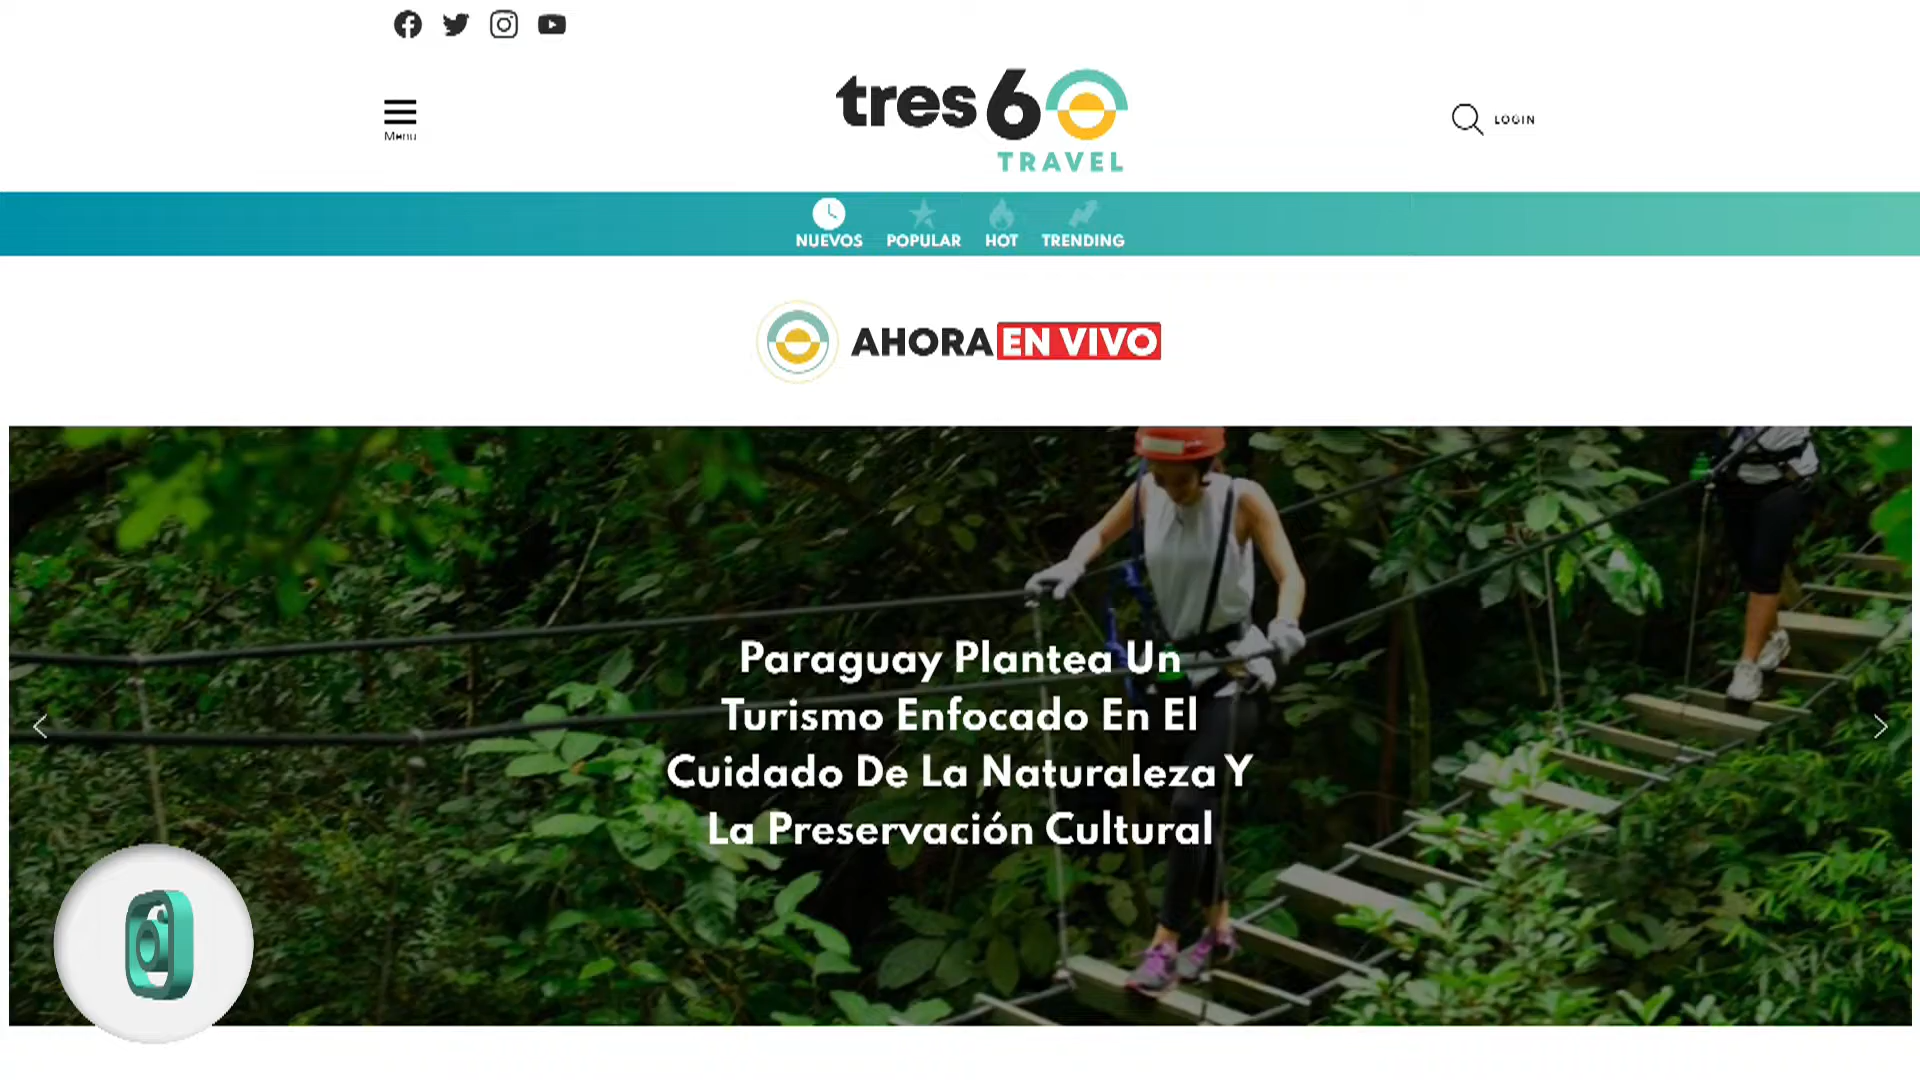 tres60
TRAVEL
Menu
LOGIN
NUEVOS POPULAR HOT TRENDING
AHORA EN VIVO
Paraguay Plantea Un
Turismo Enfocado En El
Cuidado De La Naturaleza Y
La Preservación Cultural